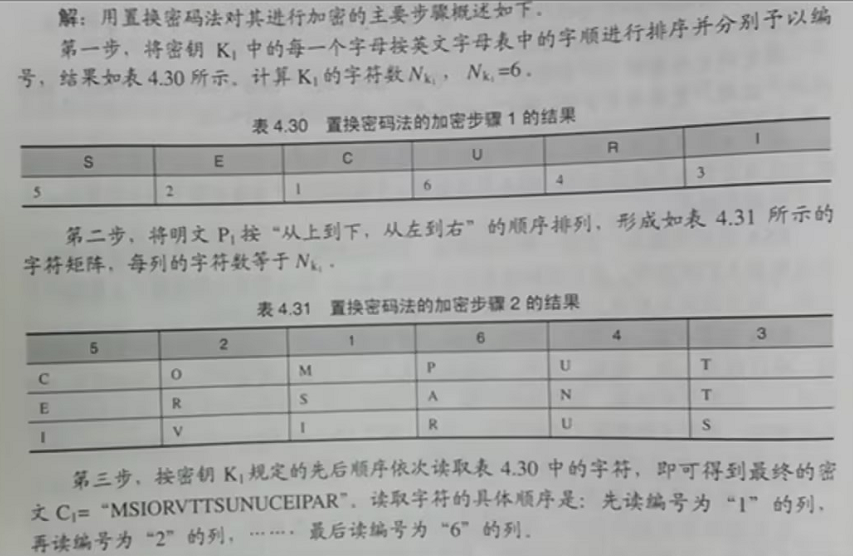 解：用置换密码法对其进行加密的主要步骤概述如下．
第一步，将密钥 K₁ 中的每一个字母按英文字母表中的字顺进行排序并分别予以编
号，结果如表 4.30 所示．计算 K₁ 的字符数 Nₖ₁，Nₖ₁=6．
表 4.30 置换密码法的加密步骤 1 的结果
S E C U R I
5 2 1 6 4 3
第二步，将明文 P₁ 按“从上到下，从左到右”的顺序排列，形成如表 4.31 所示的
字符矩阵，每列的字符数等于 Nₖ₁．
表 4.31 置换密码法的加密步骤 2 的结果
5 2 1 6 4 3
C O M P U T
E R S A N T
I V I R U S
第三步，按密钥 K₁ 规定的先后顺序依次读取表 4.30 中的字符，即可得到最终的密
文 C₁=“MSIORVTTSUNUCEIPAR”．读取字符的具体顺序是：先读编号为“1”的列，
再读编号为“2”的列，……．最后读编号为“6”的列．